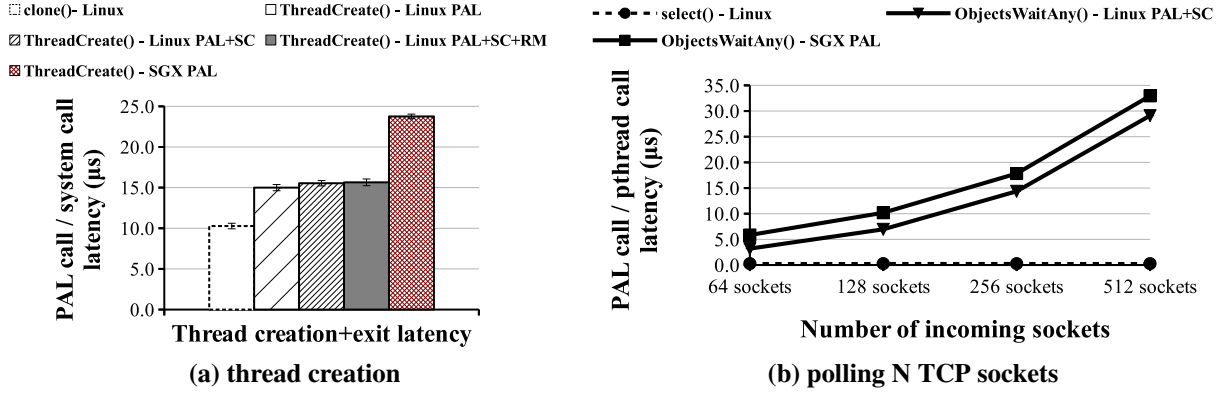 clone()- Linux
ThreadCreate() - Linux PAL
ThreadCreate() - Linux PAL+SC
ThreadCreate() - Linux PAL+SC+RM
ThreadCreate() - SGX PAL
PAL call / system call
latency (μs)
25.0
20.0
15.0
10.0
5.0
0.0
Thread creation+exit latency
(a) thread creation
select() - Linux
ObjectsWaitAny() - Linux PAL+SC
ObjectsWaitAny() - SGX PAL
PAL call / pthread call
latency (μs)
35.0
30.0
25.0
20.0
15.0
10.0
5.0
0.0
64 sockets
128 sockets
256 sockets
512 sockets
Number of incoming sockets
(b) polling N TCP sockets